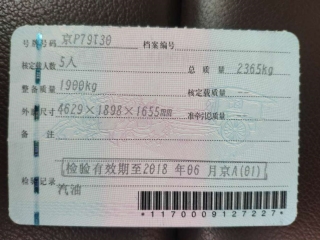 号牌号码 京P79T30 档案编号
核定载人数 5人 总质量 2365kg
整备质量 1900kg 核定载质量
外廓尺寸 4629×1898×1655mm 准牵引总质量
备注
检验有效期至2018年06月京A(01)
检验记录
汽油
*1170009127227*